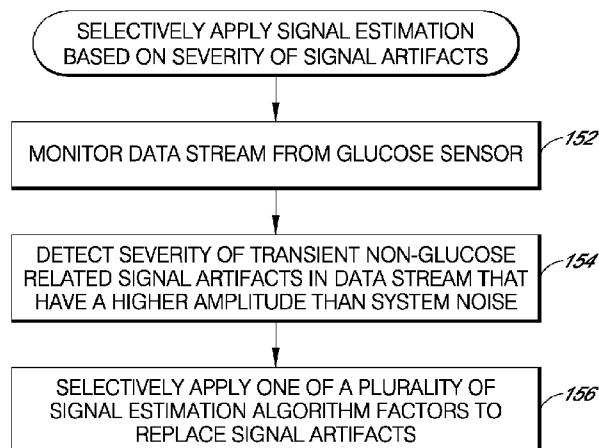 SELECTIVELY APPLY SIGNAL ESTIMATION
BASED ON SEVERITY OF SIGNAL ARTIFACTS
MONITOR DATA STREAM FROM GLUCOSE SENSOR
152
DETECT SEVERITY OF TRANSIENT NON-GLUCOSE
RELATED SIGNAL ARTIFACTS IN DATA STREAM THAT
HAVE A HIGHER AMPLITUDE THAN SYSTEM NOISE
154
SELECTIVELY APPLY ONE OF A PLURALITY OF
SIGNAL ESTIMATION ALGORITHM FACTORS TO
REPLACE SIGNAL ARTIFACTS
156